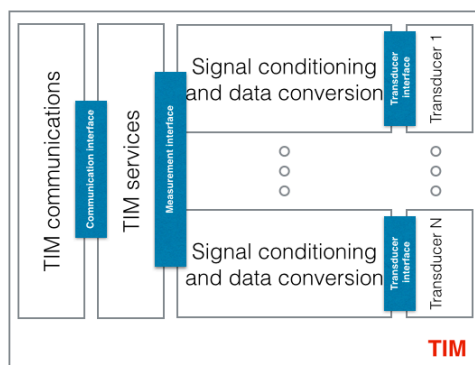 TIM communications
Communication interface
TIM services
Measurement interface
Signal conditioning
and data conversion
Transducer
interface
Transducer 1
Signal conditioning
and data conversion
Transducer
interface
Transducer N
TIM